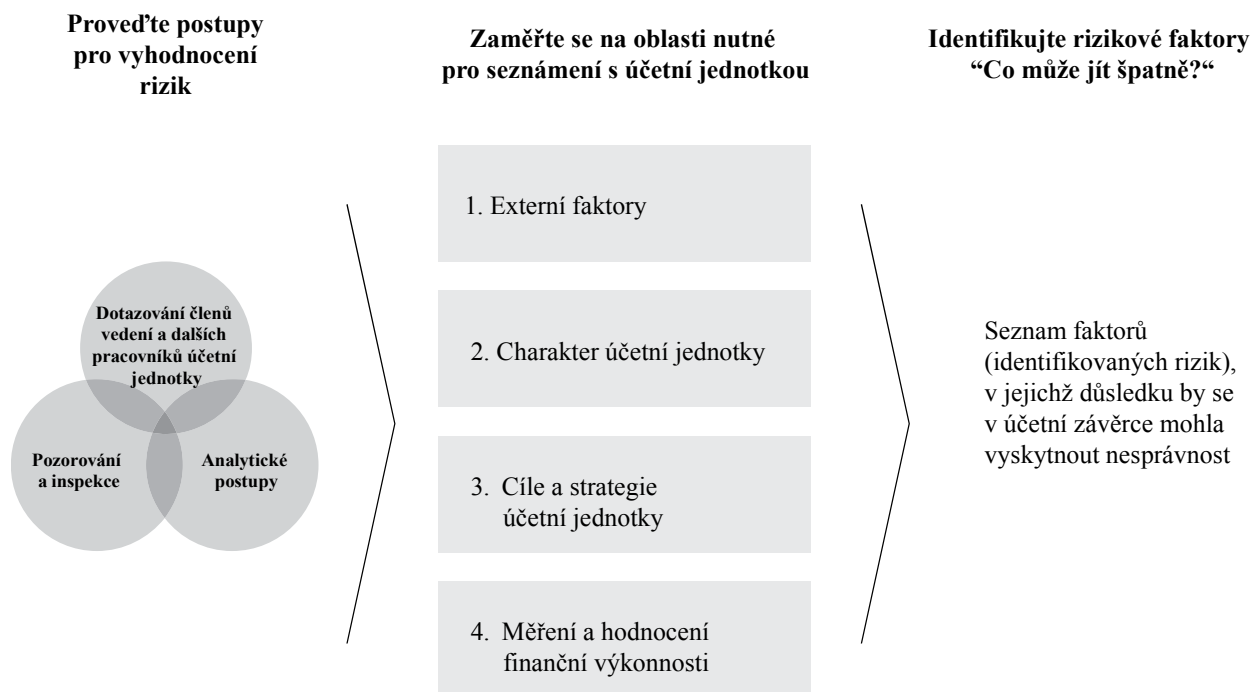 Proveďte postupy
pro vyhodnocení
rizik
Zaměřte se na oblasti nutné
pro seznámení s účetní jednotkou
Identifikujte rizikové faktory
“Co může jít špatně?“
Dotazování členů
vedení a dalších
pracovníků účetní
jednotky
Pozorování
a inspekce
Analytické
postupy
1. Externí faktory
2. Charakter účetní jednotky
3. Cíle a strategie
účetní jednotky
4. Měření a hodnocení
finanční výkonnosti
Seznam faktorů
(identifikovaných rizik),
v jejichž důsledku by se
v účetní závěrce mohla
vyskytnout nesprávnost